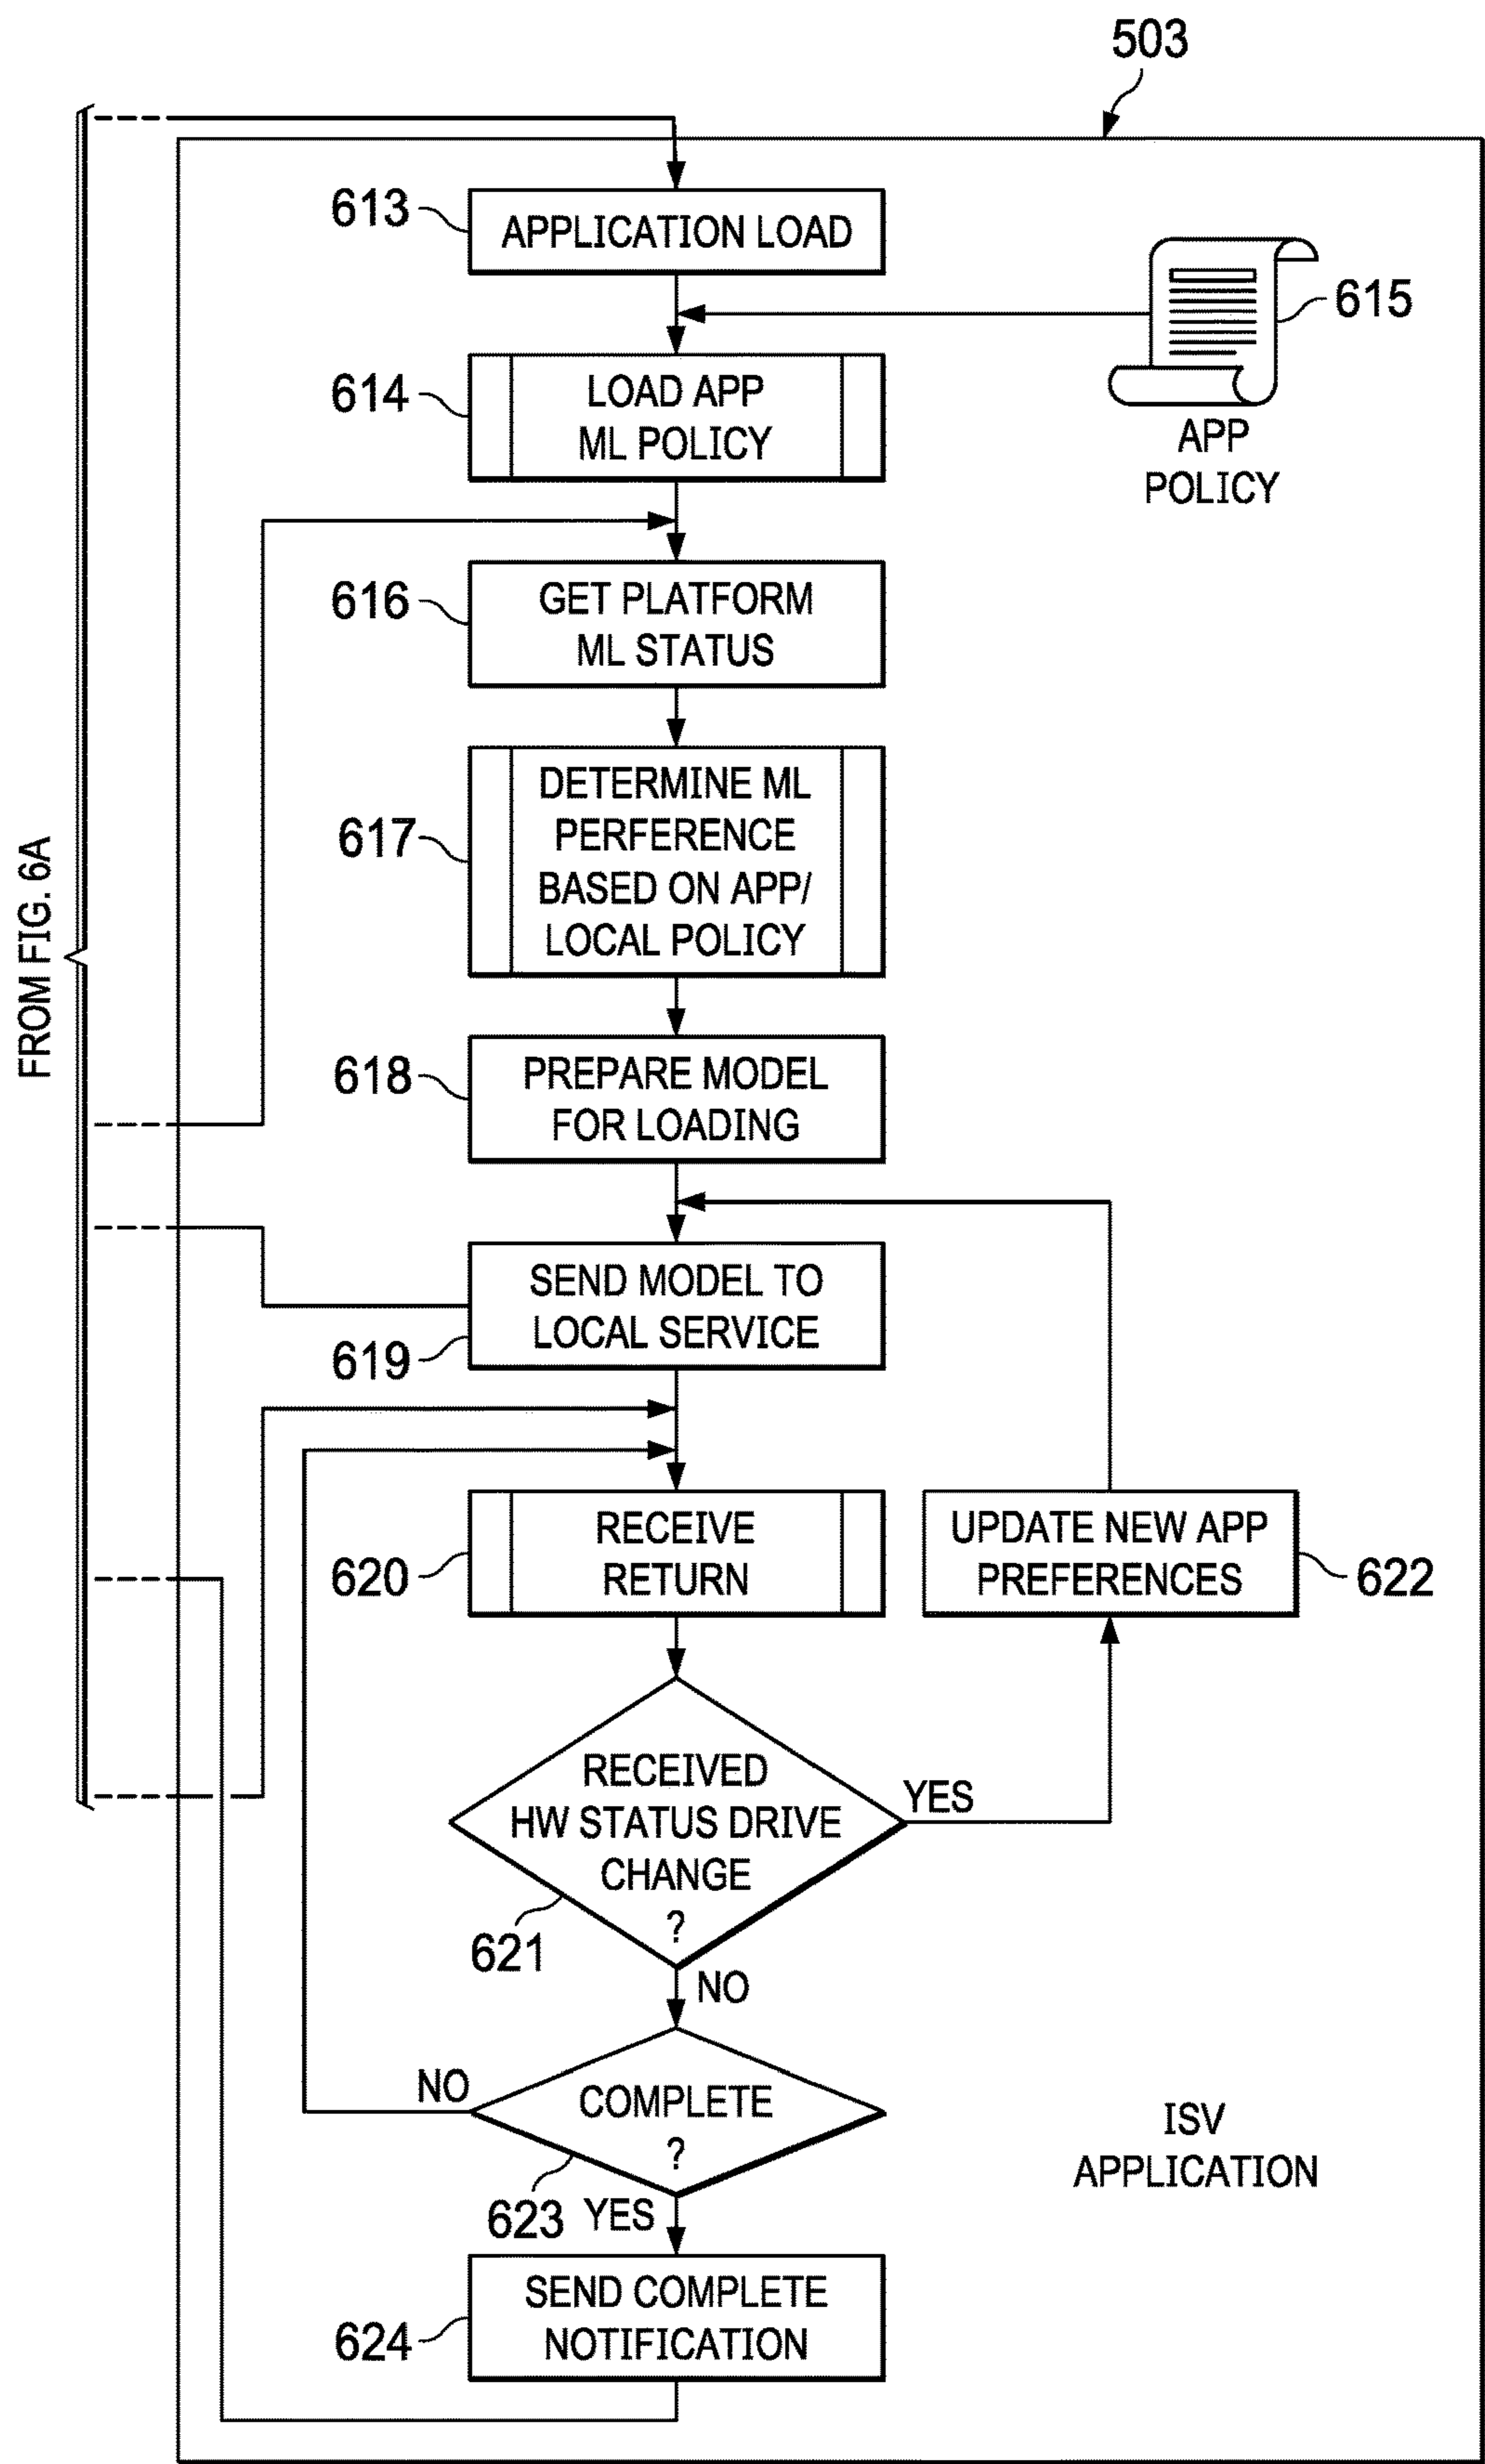 503
613
APPLICATION LOAD
615
APP
POLICY
614
LOAD APP
ML POLICY
616
GET PLATFORM
ML STATUS
617
DETERMINE ML
PERFERENCE
BASED ON APP/
LOCAL POLICY
FROM FIG. 6A
618
PREPARE MODEL
FOR LOADING
SEND MODEL TO
LOCAL SERVICE
619
620
RECEIVE
RETURN
UPDATE NEW APP
PREFERENCES
622
RECEIVED
HW STATUS DRIVE
CHANGE
?
YES
621
NO
NO
COMPLETE
?
623
YES
ISV
APPLICATION
624
SEND COMPLETE
NOTIFICATION